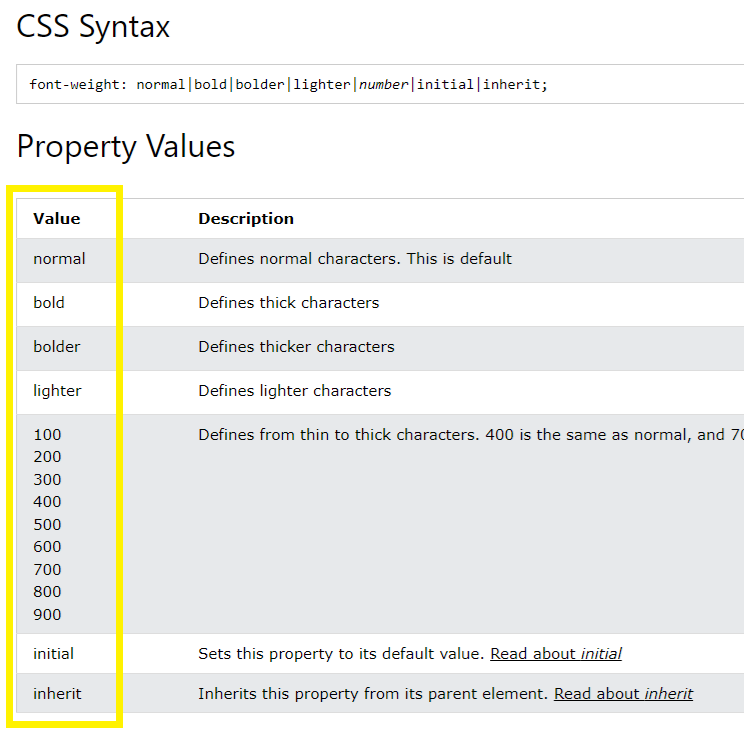 CSS Syntax
font-weight: normal|bold|bolder|lighter|number|initial|inherit;
Property Values
Value Description
normal Defines normal characters. This is default
bold Defines thick characters
bolder Defines thicker characters
lighter Defines lighter characters
100 Defines from thin to thick characters. 400 is the same as normal, and 70
200
300
400
500
600
700
800
900
initial Sets this property to its default value. Read about initial
inherit Inherits this property from its parent element. Read about inherit